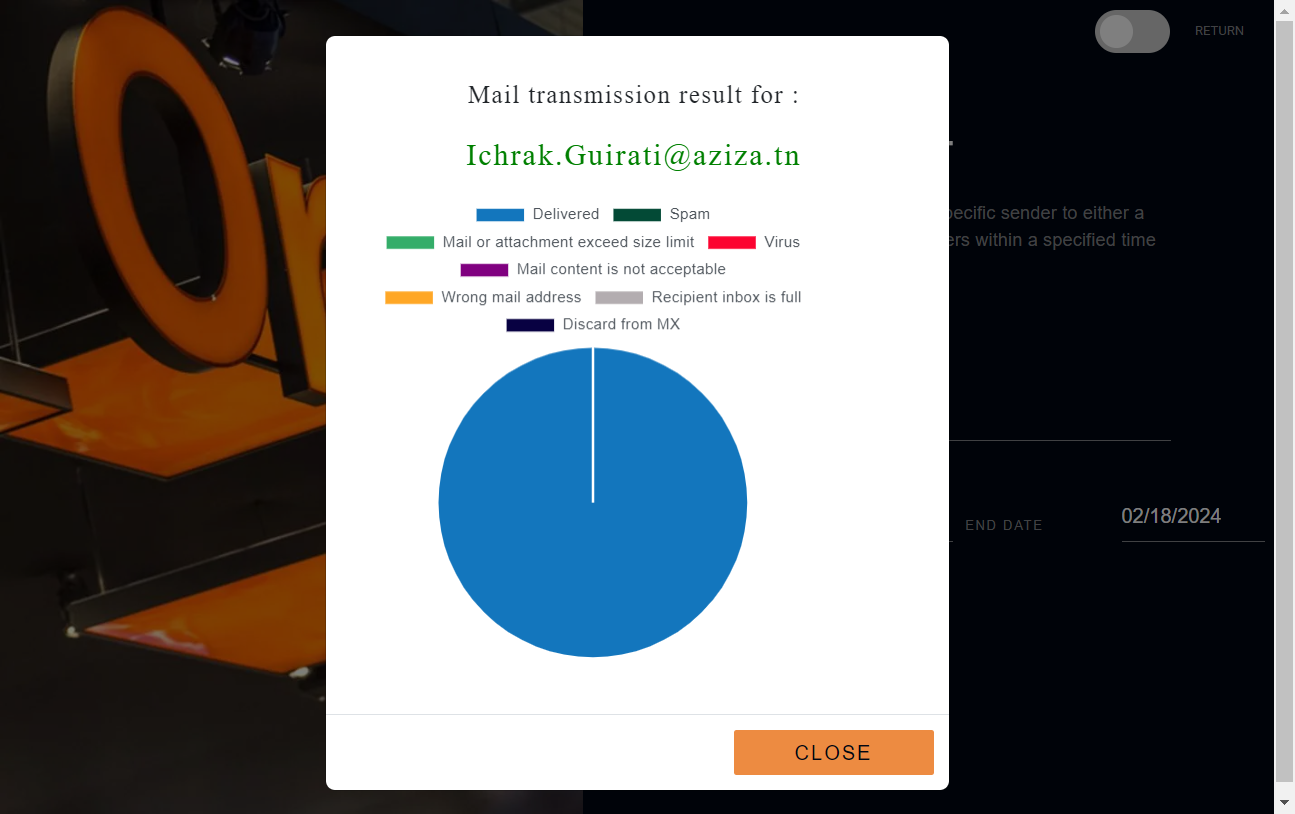 RETURN
Mail transmission result for :
Ichrak.Guirati@aziza.tn
Delivered Spam
Mail or attachment exceed size limit Virus
Mail content is not acceptable
Wrong mail address Recipient inbox is full
Discard from MX
specific sender to either a
within a specified time
END DATE 02/18/2024
CLOSE